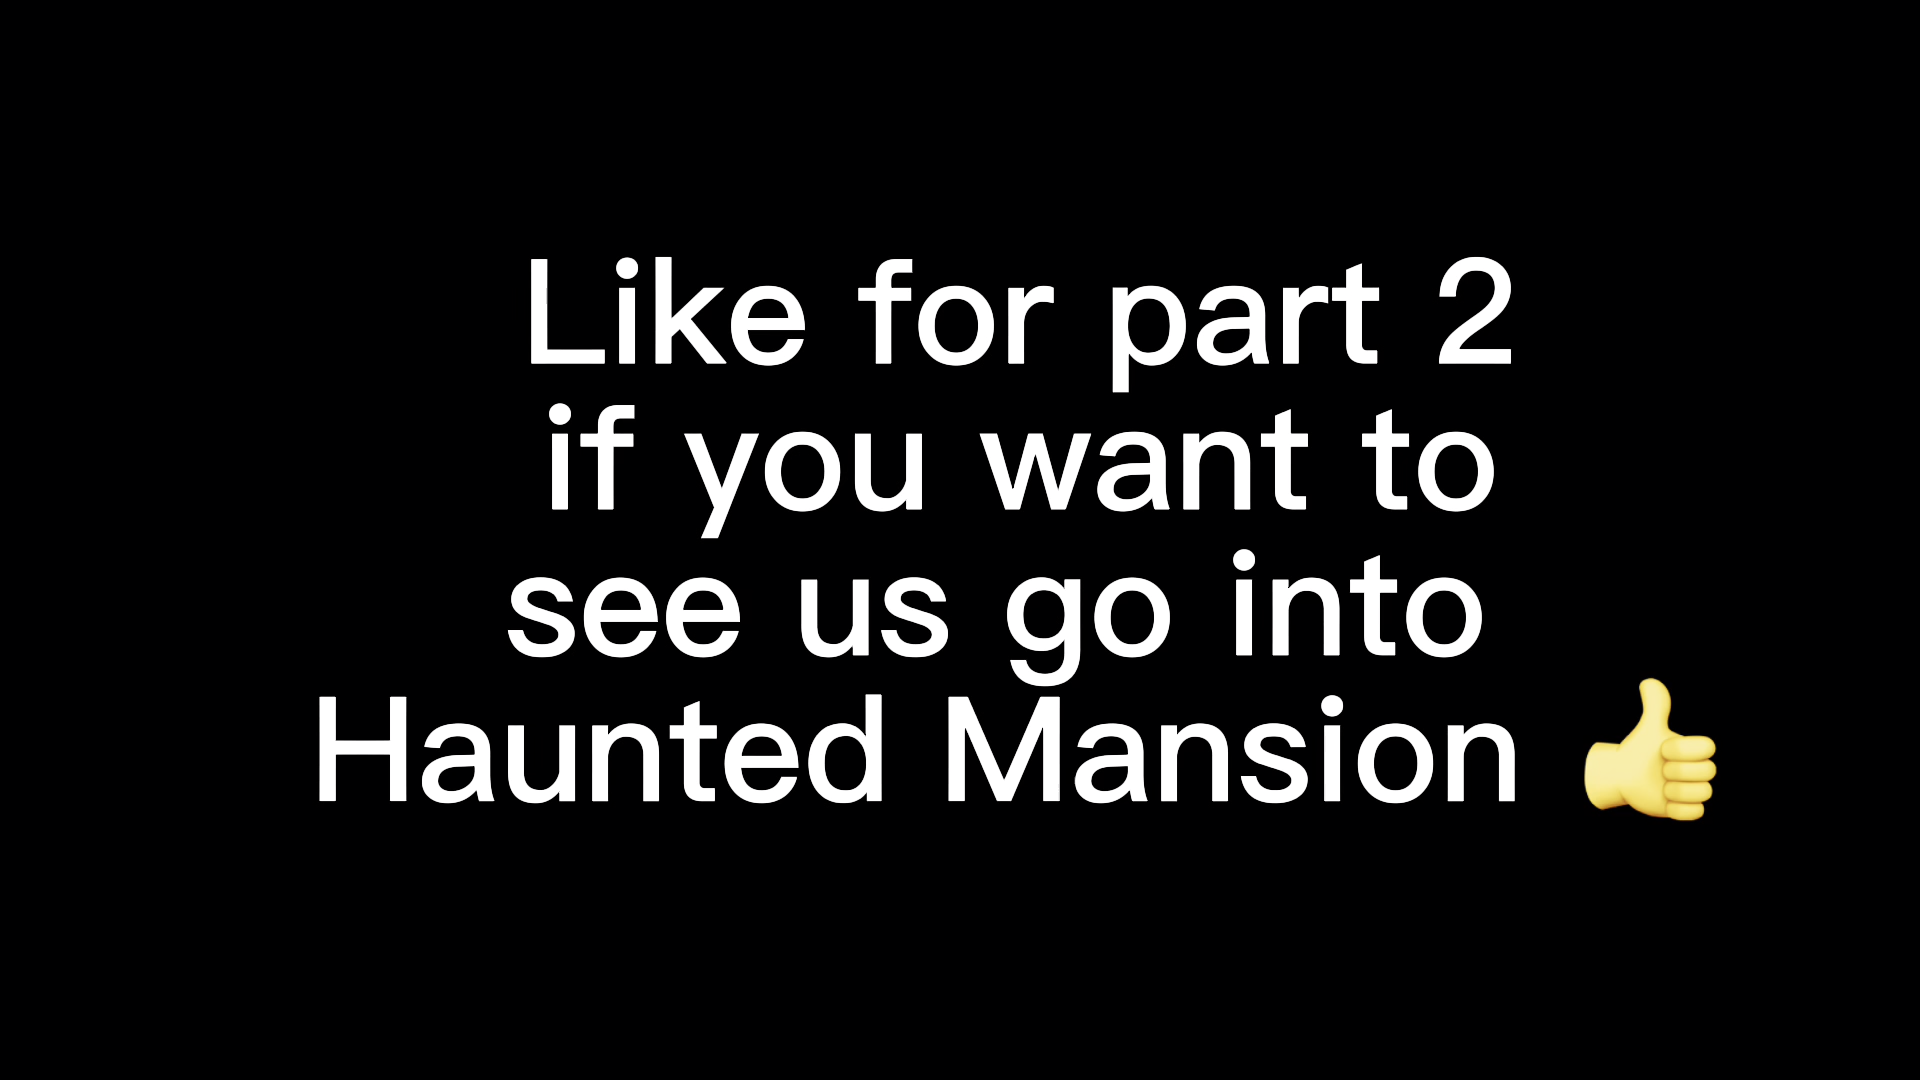 Like for part 2
if you want to
see us go into
Haunted Mansion 👍